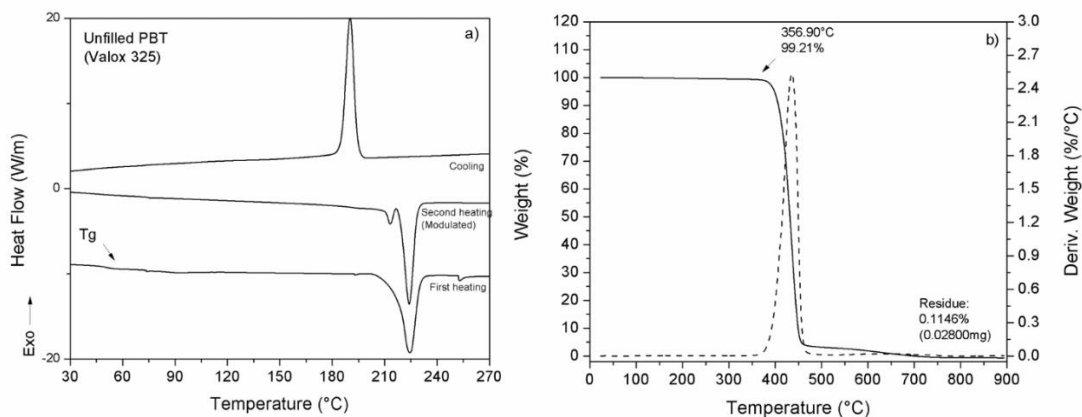 Unfilled PBT
(Valox 325)
a)
20
10
0
-10
-20
Heat Flow (W/m)
Exo
Tg
Cooling
Second heating
(Modulated)
First heating
30 60 90 120 150 180 210 240 270
Temperature (°C)
b)
356.90°C
99.21%
120
110
100
90
80
70
60
50
40
30
20
10
0
Weight (%)
3.0
2.7
2.4
2.1
1.8
1.5
1.2
0.9
0.6
0.3
0.0
Deriv. Weight (%/°C)
Residue:
0.1146%
(0.02800mg)
0 100 200 300 400 500 600 700 800 900
Temperature (°C)